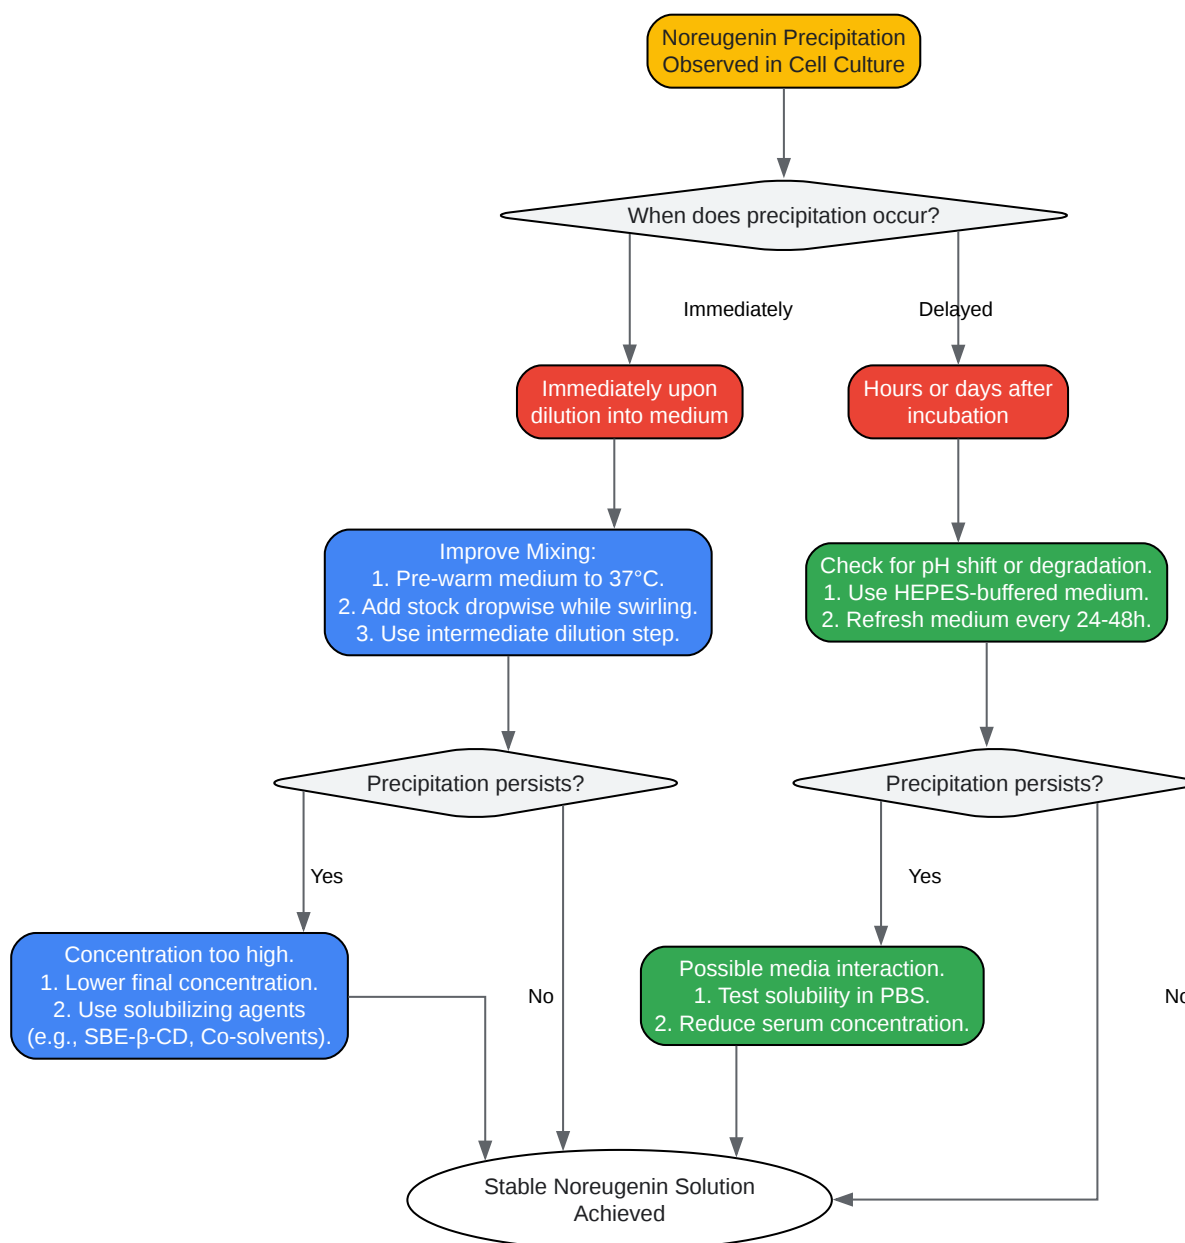 Noreugenin Precipitation
Observed in Cell Culture
When does precipitation occur?
Immediately
Delayed
Immediately upon
dilution into medium
Hours or days after
incubation
Improve Mixing:
1. Pre-warm medium to 37°C.
2. Add stock dropwise while swirling.
3. Use intermediate dilution step.
Check for pH shift or degradation.
1. Use HEPES-buffered medium.
2. Refresh medium every 24-48h.
Precipitation persists?
Precipitation persists?
Yes
Yes
Concentration too high.
1. Lower final concentration.
2. Use solubilizing agents
(e.g., SBE-β-CD, Co-solvents).
No
Possible media interaction.
1. Test solubility in PBS.
2. Reduce serum concentration.
No
Stable Noreugenin Solution
Achieved